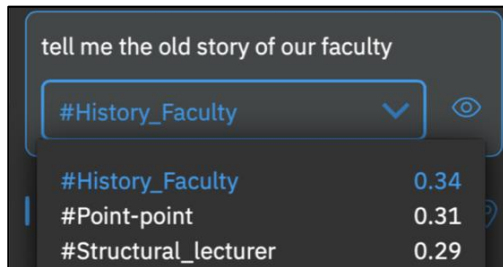 tell me the old story of our faculty
#History_Faculty
#History_Faculty 0.34
#Point-point 0.31
#Structural_lecturer 0.29